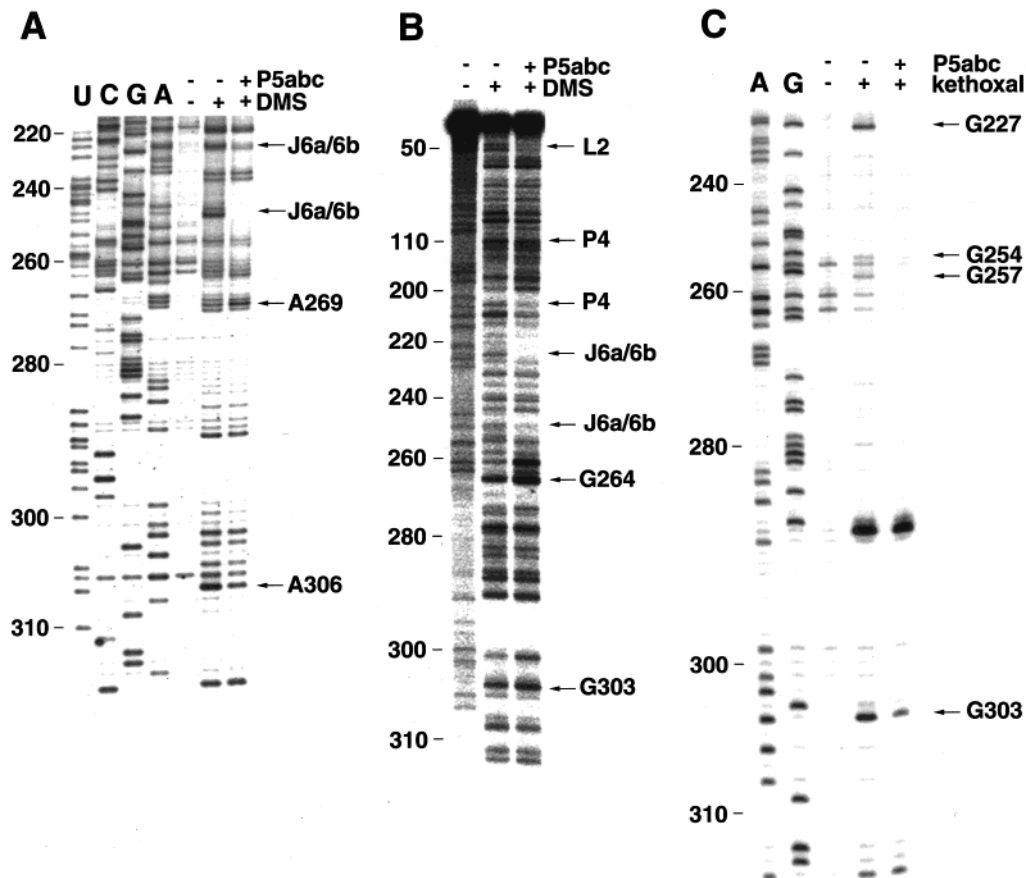 A
- - + P5abc
U C G A - + + DMS
220
240
260
280
300
310
J6a/6b
J6a/6b
A269
A306
B
- - + P5abc
- + + DMS
50
110
200
220
240
260
280
300
310
L2
P4
P4
J6a/6b
J6a/6b
G264
G303
C
- - + P5abc
A G - + + kethoxal
240
260
280
300
310
G227
G254
G257
G303